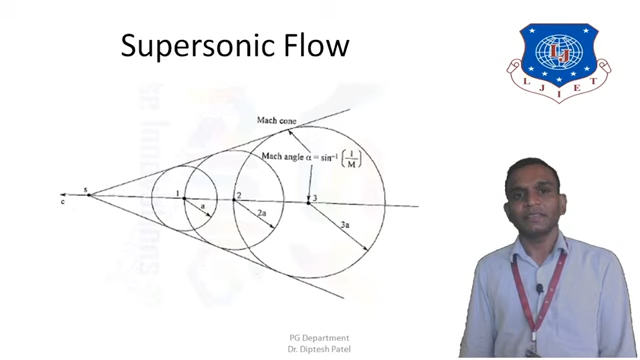 Supersonic Flow
LJIET
Mach cone
Mach angle α = sin⁻¹ (1/M)
s
c
1
2
3
a
2a
3a
PG Department
Dr. Diptesh Patel